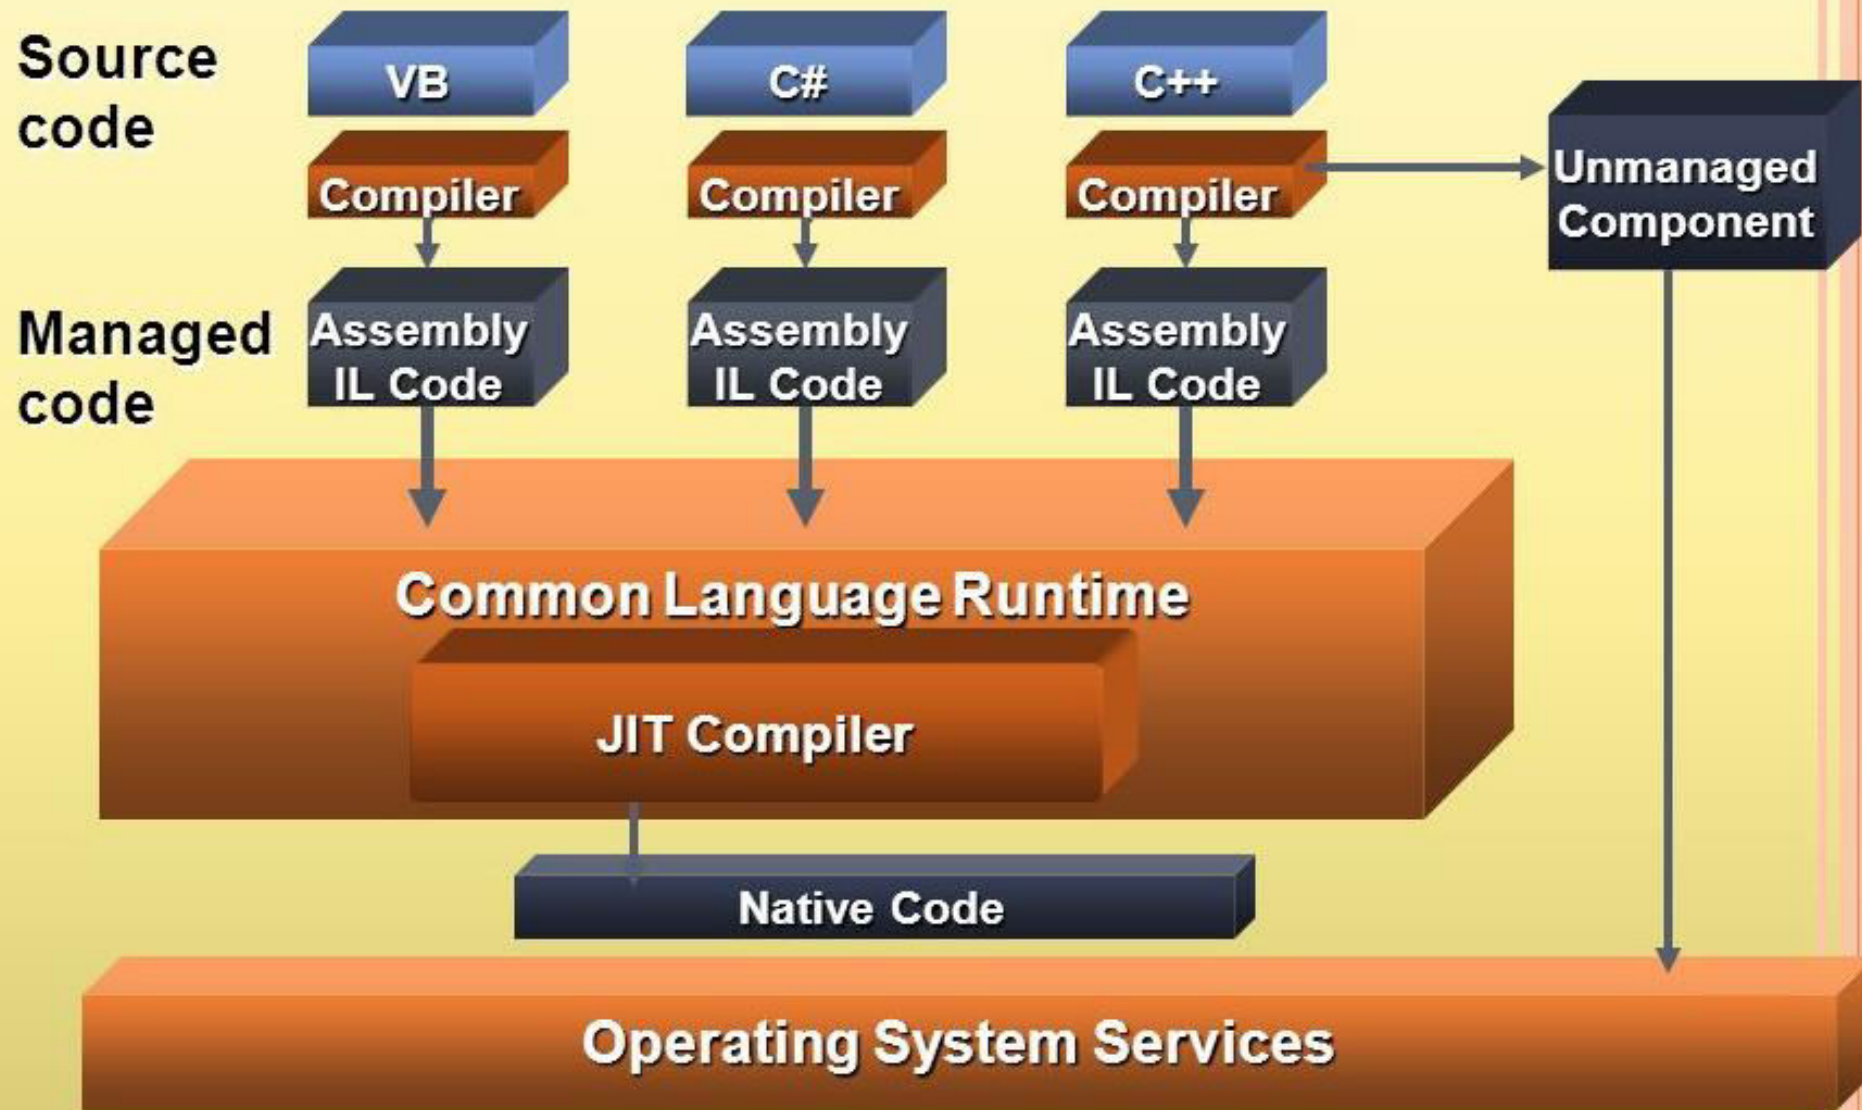 Source
code
VB
C#
C++
Compiler
Compiler
Compiler
Unmanaged
Component
Managed
code
Assembly
IL Code
Assembly
IL Code
Assembly
IL Code
Common Language Runtime
JIT Compiler
Native Code
Operating System Services